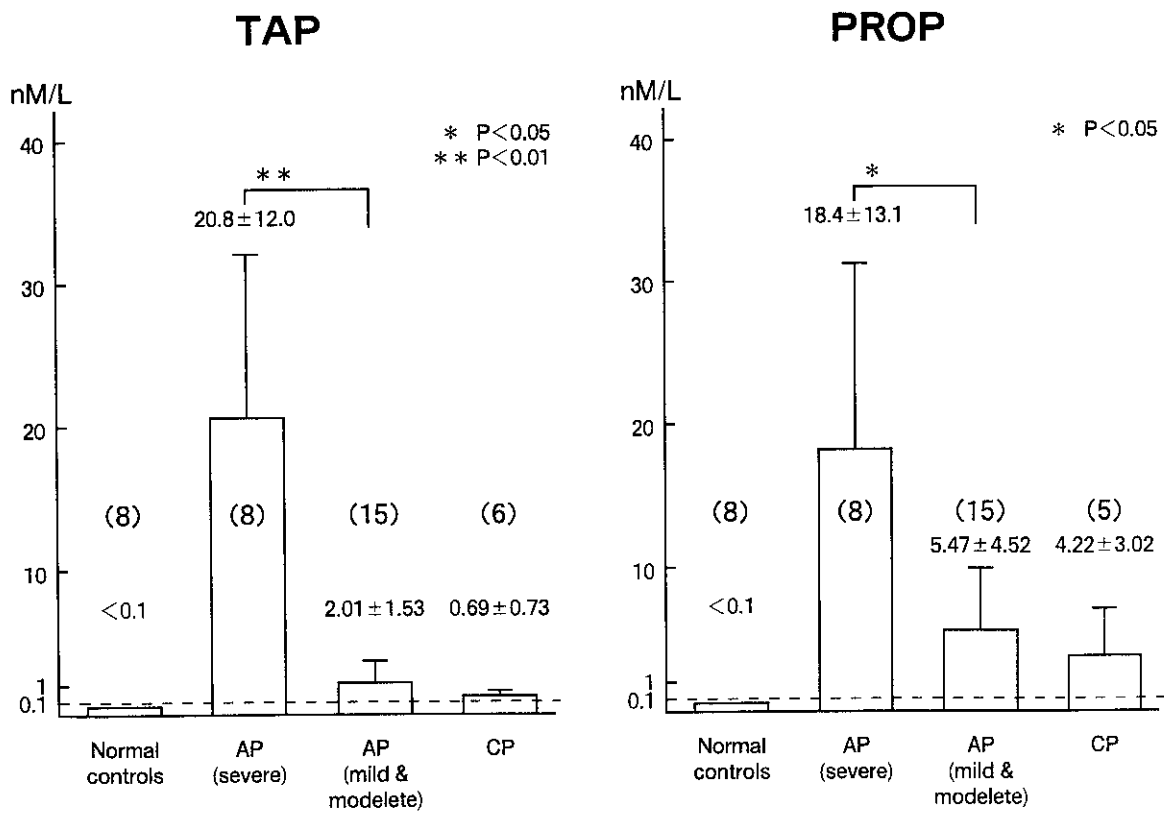 TAP
nM/L
* P<0.05
** P<0.01
40
30
20
10
1
0.1
**
20.8±12.0
(8)
(8)
(15)
(6)
<0.1
2.01±1.53
0.69±0.73
Normal
controls
AP
(severe)
AP
(mild &
modelete)
CP
PROP
nM/L
* P<0.05
40
30
20
10
1
0.1
*
18.4±13.1
(8)
(8)
(15)
(5)
5.47±4.52
4.22±3.02
<0.1
Normal
controls
AP
(severe)
AP
(mild &
modelete)
CP